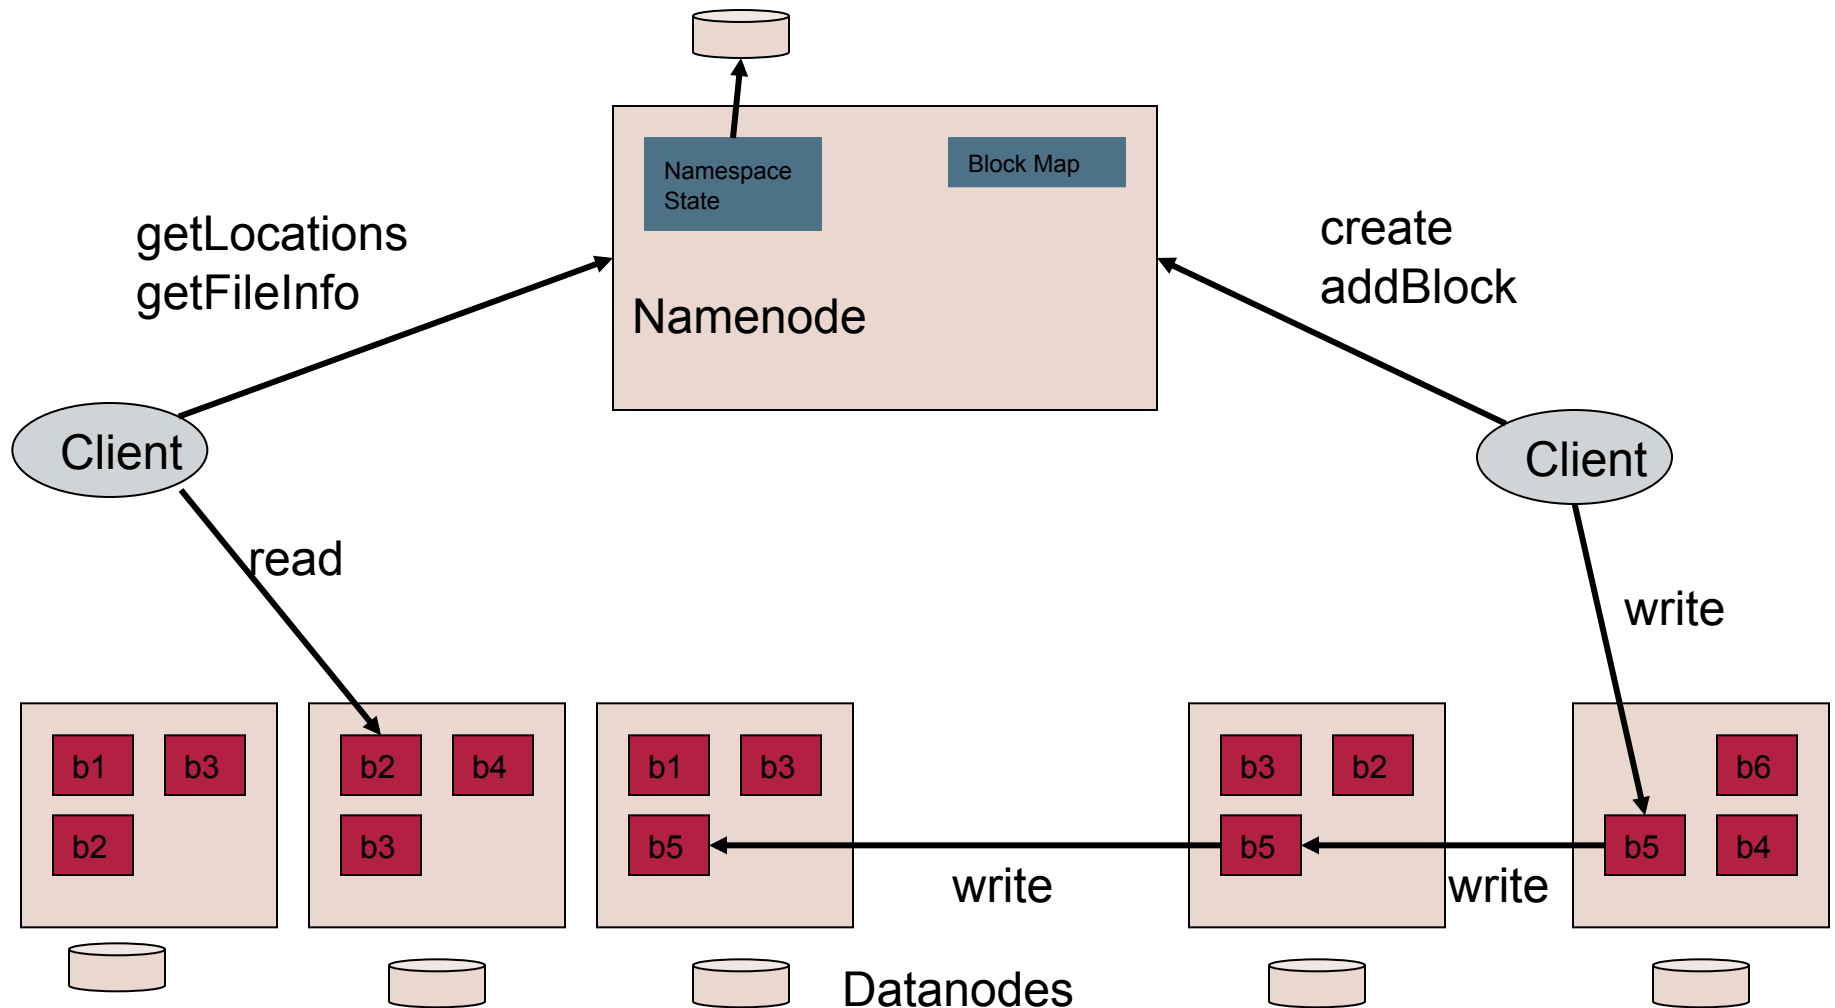 Namespace
State
Block Map
getLocations
getFileInfo
create
addBlock
Namenode
Client
Client
read
write
b1 b3
b2
b2 b4
b3
b1 b3
b5
b3 b2
b5
b6
b5 b4
write
write
Datanodes